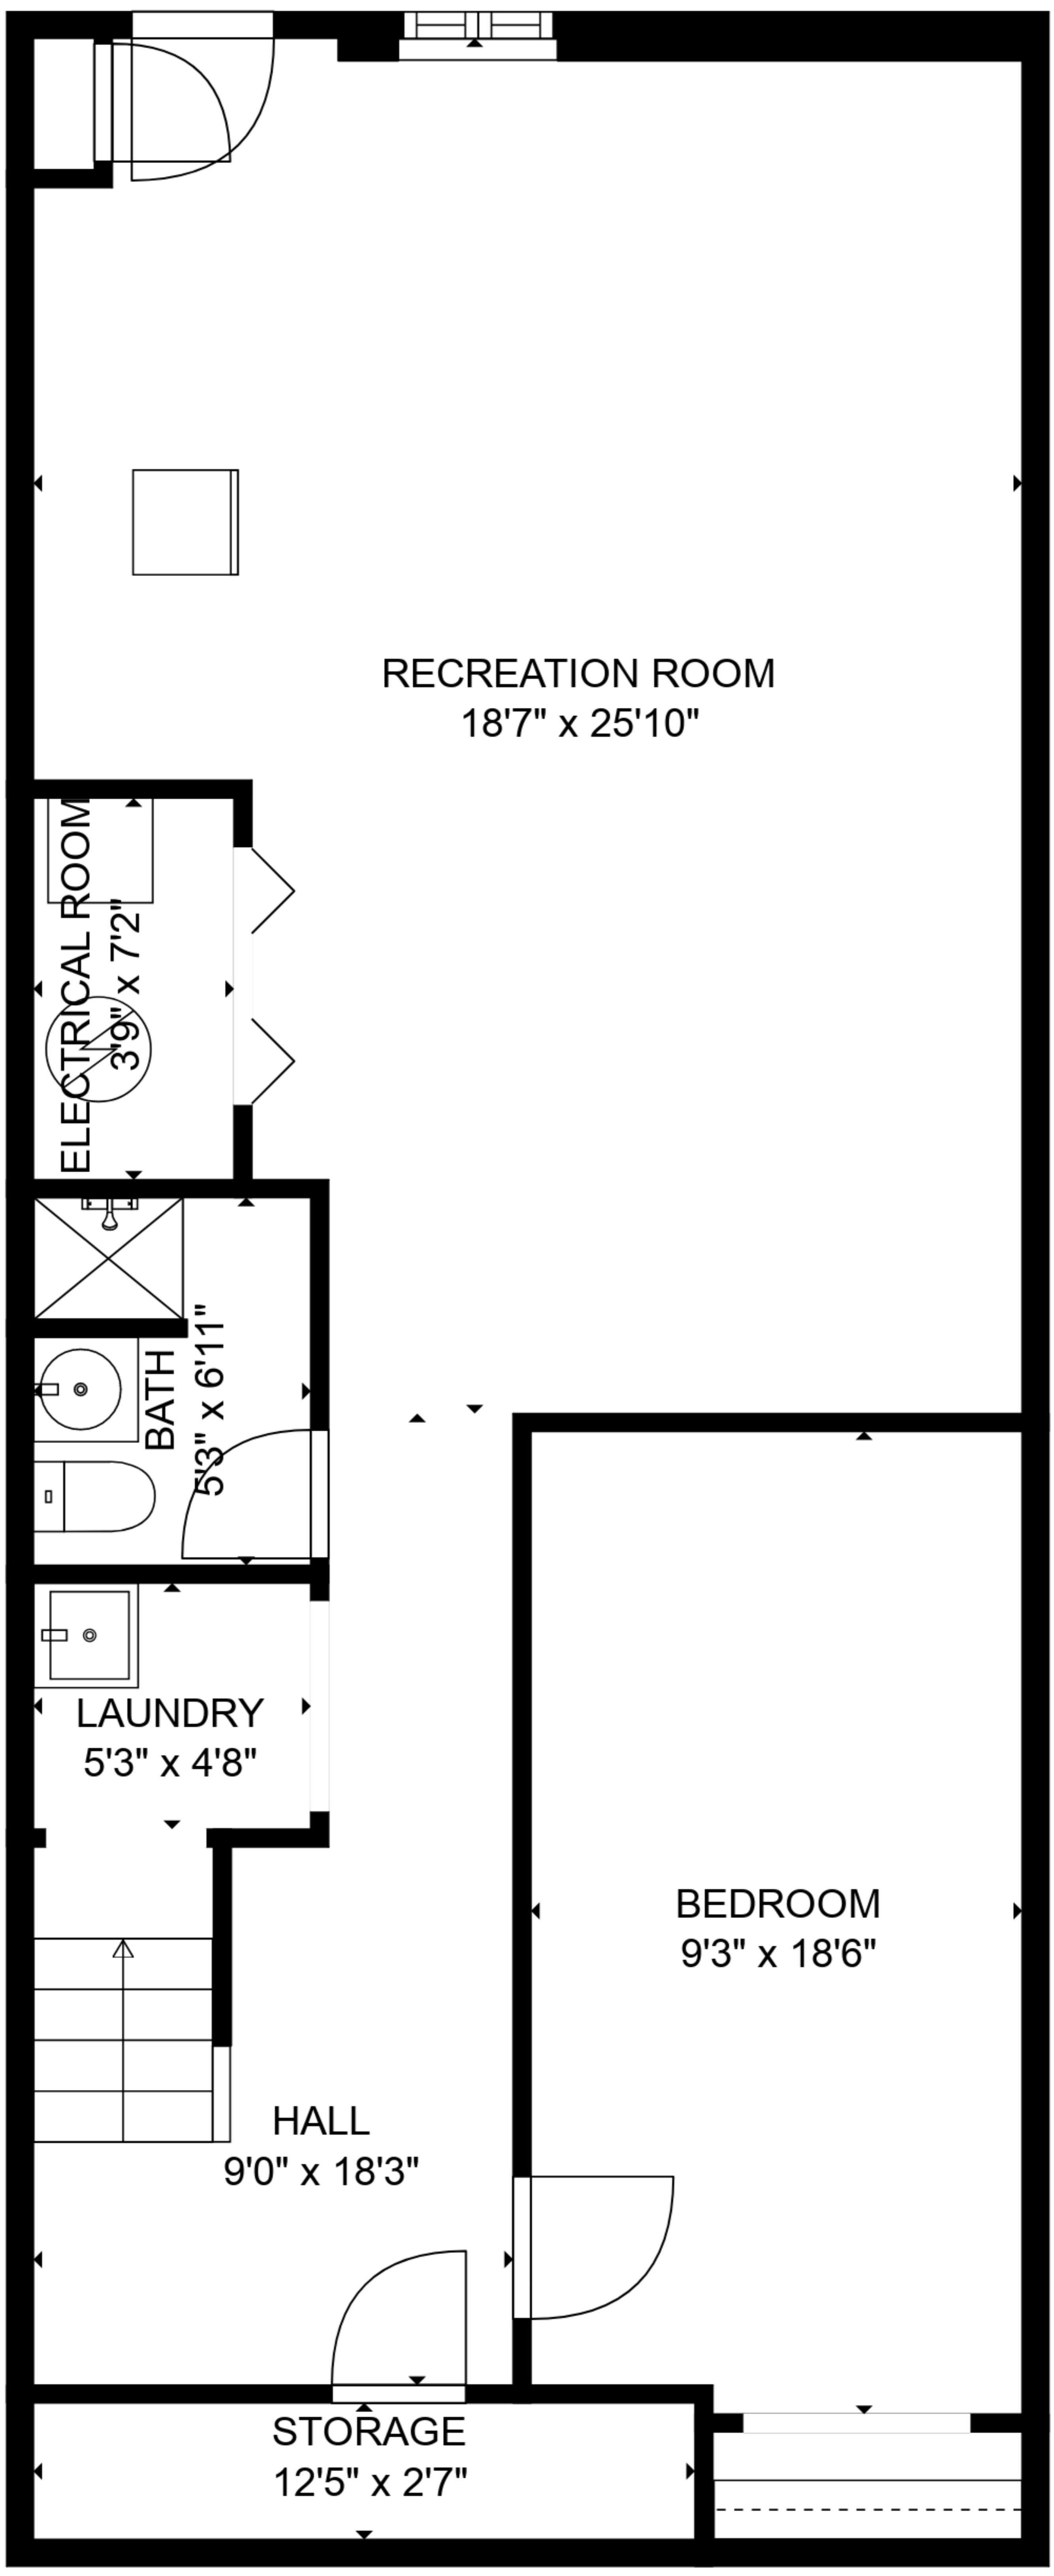 RECREATION ROOM
18'7" x 25'10"
ELECTRICAL ROOM
3'9" x 7'2"
BATH
5'3" x 6'11"
LAUNDRY
5'3" x 4'8"
BEDROOM
9'3" x 18'6"
HALL
9'0" x 18'3"
STORAGE
12'5" x 2'7"